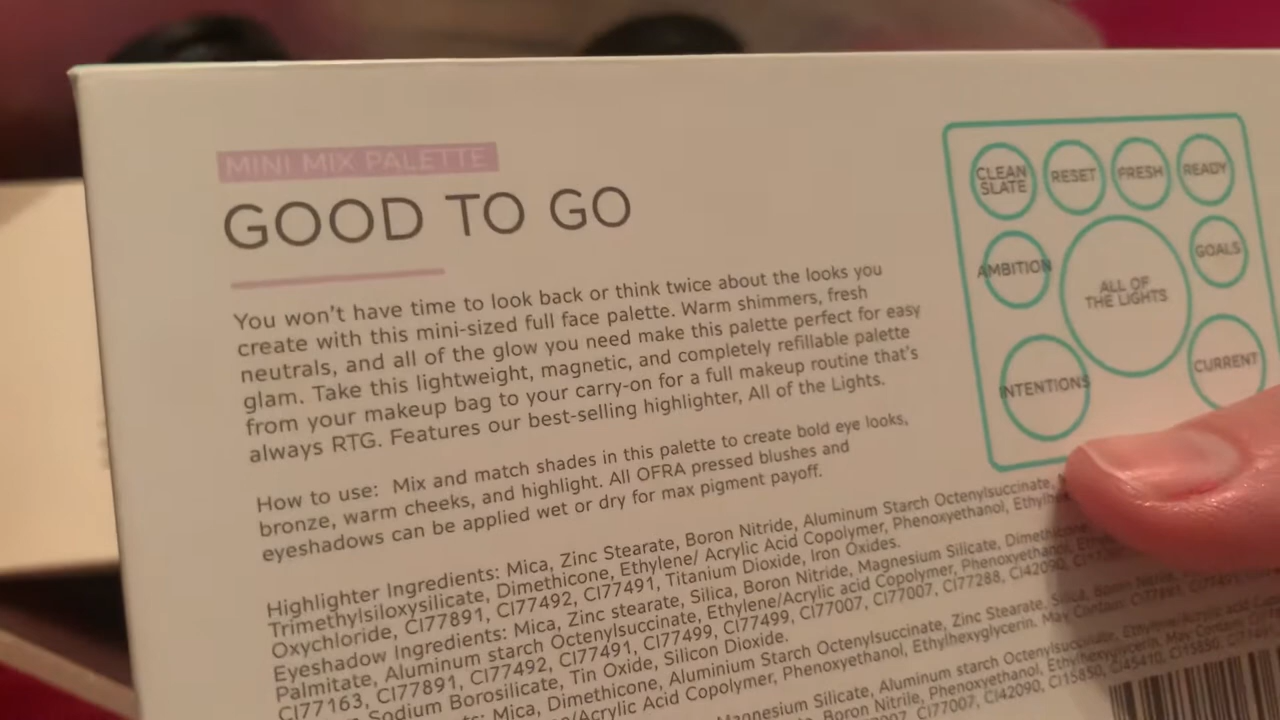 MINI MIX PALETTE
GOOD TO GO
You won't have time to look back or think twice about the looks you
create with this mini-sized full face palette. Warm shimmers, fresh
neutrals, and all of the glow you need make this palette perfect for easy
glam. Take this lightweight, magnetic, and completely refillable palette
from your makeup bag to your carry-on for a full makeup routine that's
always RTG. Features our best-selling highlighter, All of the Lights.
How to use: Mix and match shades in this palette to create bold eye looks,
bronze, warm cheeks, and highlight. All OFRA pressed blushes and
eyeshadows can be applied wet or dry for max pigment payoff.
CLEAN
SLATE
RESET
FRESH
READY
AMBITION
ALL OF
THE LIGHTS
GOALS
INTENTIONS
CURRENT
Highlighter Ingredients: Mica, Zinc Stearate, Boron Nitride, Aluminum Starch Octenylsuccinate,
Trimethylsiloxysilicate, Dimethicone, Ethylene/ Acrylic Acid Copolymer, Phenoxyethanol,
Oxychloride, CI77891, CI77492, CI77491, Titanium Dioxide, Iron Oxides.
Eyeshadow Ingredients: Mica, Zinc stearate, Silica, Boron Nitride, Magnesium Silicate,
Palmitate, Aluminum starch Octenylsuccinate, Ethylene/Acrylic acid Copolymer, Phenoxyethanol,
CI77163, CI77891, CI77492, CI77491, CI77499, CI77499, CI77007, CI77007, CI77288, CI42090,
Sodium Borosilicate, Tin Oxide, Silicon Dioxide.
Mica, Dimethicone, Aluminium Starch Octenylsuccinate, Zinc Stearate,
Acrylic Acid Copolymer, Phenoxyethanol, Ethylhexyglycerin. May Contain:
Magnesium Silicate, Aluminum starch
Boron Nitrile, Phenoxyethanol,
CI77007, CI42090, CI15850, CI45410,